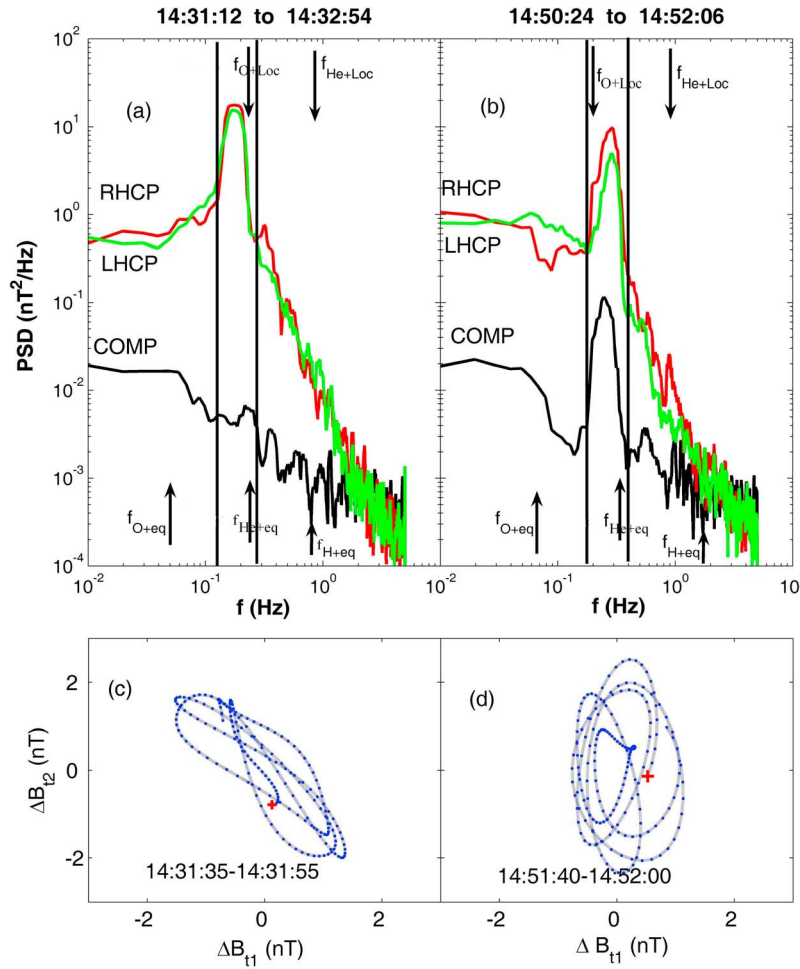 14:31:12 to 14:32:54
14:50:24 to 14:52:06
10^2
10^1
10^0
10^-1
10^-2
10^-3
10^-4
PSD (nT^2/Hz)
(a)
f_O+Loc
f_He+Loc
RHCP
LHCP
COMP
f_O+eq
f_He+eq
f_H+eq
10^-2
10^-1
10^0
f (Hz)
(b)
f_O+Loc
f_He+Loc
RHCP
LHCP
COMP
f_O+eq
f_He+eq
f_H+eq
10^-2
10^-1
10^0
10
f (Hz)
(c)
2
0
-2
ΔB_t2 (nT)
14:31:35-14:31:55
-2
0
2
ΔB_t1 (nT)
(d)
14:51:40-14:52:00
-2
0
2
Δ B_t1 (nT)